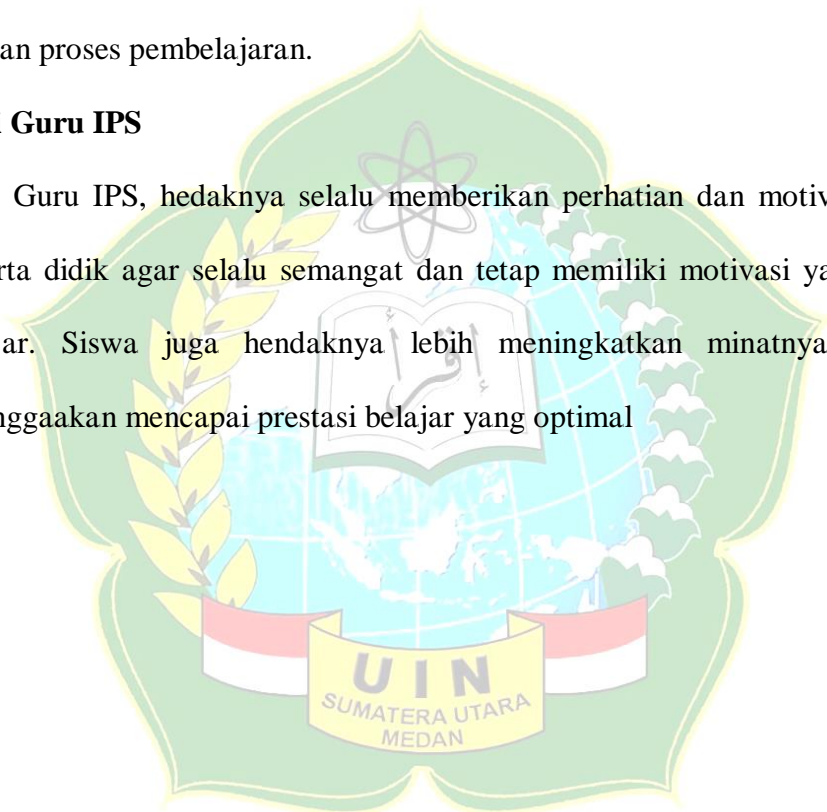 an proses pembelajaran.
Guru IPS
Guru IPS, hedaknya selalu memberikan perhatian dan motiv
rta didik agar selalu semangat dan tetap memiliki motivasi ya
ar. Siswa juga hendaknya lebih meningkatkan minatnya
nggaakan mencapai prestasi belajar yang optimal
إقرأ
UIN
SUMATERA UTARA
MEDAN